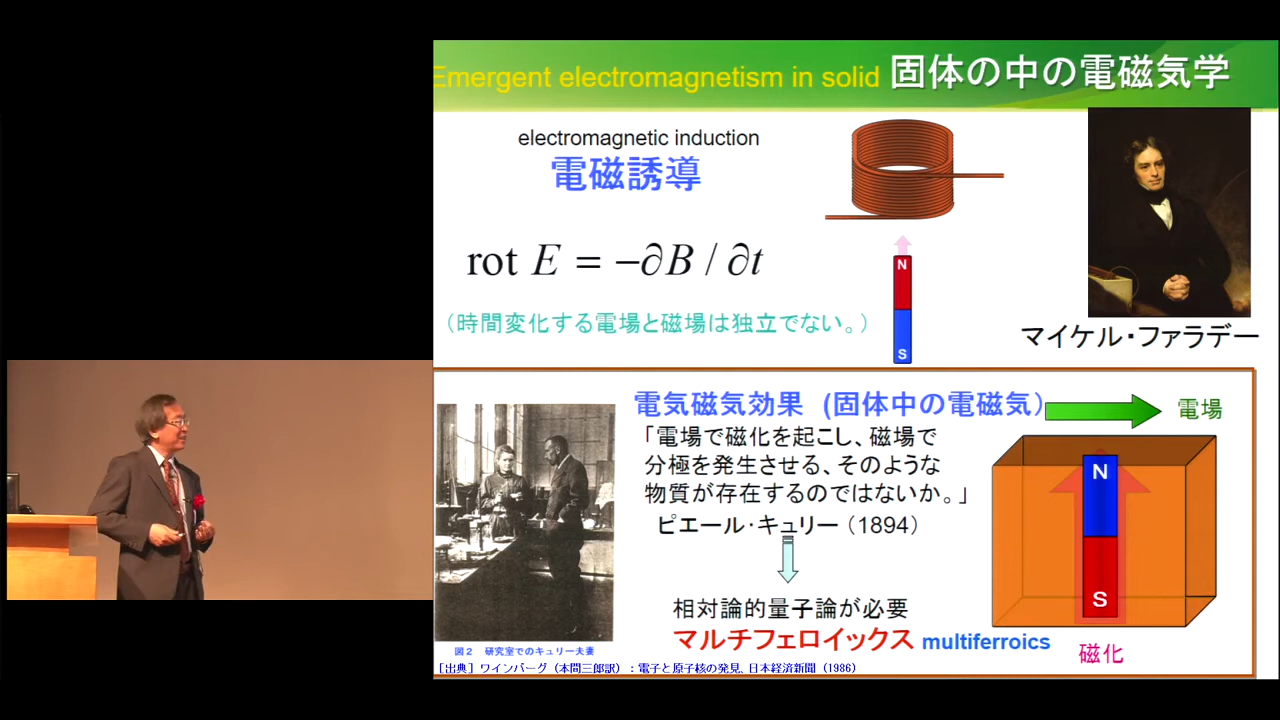 Emergent electromagnetism in solid 固体の中の電磁気学
electromagnetic induction
電磁誘導
rot E = −∂B / ∂t
（時間変化する電場と磁場は独立でない。）
N
S
マイケル・ファラデー
電気磁気効果 (固体中の電磁気)
電場
「電場で磁化を起こし、磁場で
分極を発生させる、そのような
物質が存在するのではないか。」
ピエール・キュリー（1894）
N
S
相対論的量子論が必要
マルチフェロイックス multiferroics
磁化
図２ 研究室でのキュリー夫妻
［出典］ワインバーグ（本間三郎訳）：電子と原子核の発見、日本経済新聞（1986）